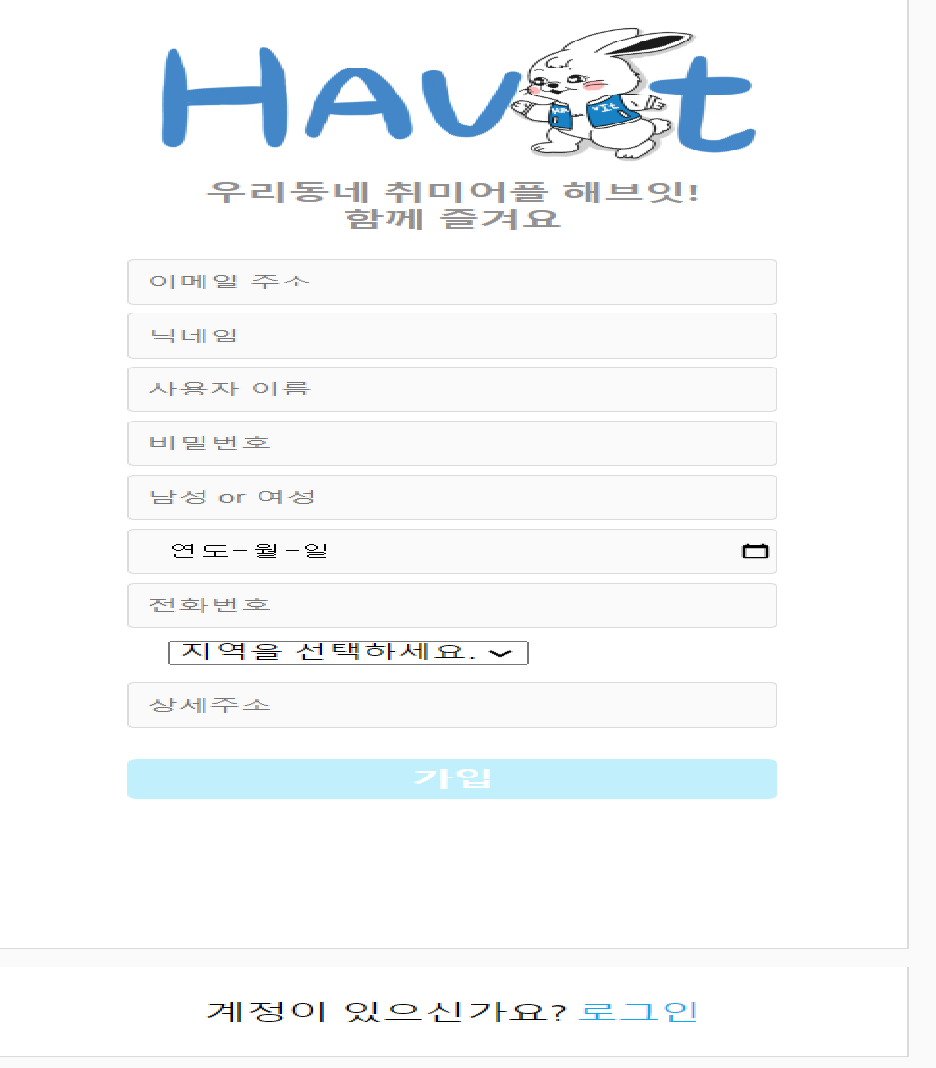 Havit
HAVIt
우리동네 취미어플 해브잇!
함께 즐겨요
이메일 주소
닉네임
사용자 이름
비밀번호
남성 or 여성
연도-월-일
전화번호
지역을 선택하세요.
상세주소
가입
계정이 있으신가요? 로그인